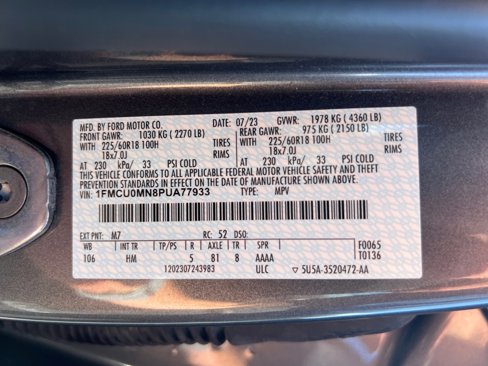 MFD. BY FORD MOTOR CO. DATE: 07/23 GVWR: 1978 KG ( 4360 LB)
FRONT GAWR: 1030 KG ( 2270 LB) REAR GAWR: 975 KG ( 2150 LB)
WITH 225/60R18 100H TIRES WITH 225/60R18 100H TIRES
18x7.0J RIMS 18x7.0J RIMS
AT 230 kPa/ 33 PSI COLD AT 230 kPa/ 33 PSI COLD
THIS VEHICLE CONFORMS TO ALL APPLICABLE FEDERAL MOTOR VEHICLE SAFETY AND THEFT
PREVENTION STANDARDS IN EFFECT ON THE DATE OF MANUFACTURE SHOWN ABOVE.
VIN: 1FMCU0MN8PUA77933 TYPE: MPV
EXT PNT: M7 RC: 52 DSO:
WB INT TR TP/PS R AXLE TR SPR F0065
106 HM 5 81 8 AAAA T0136
1202307243983 ULC 5U5A-3520472-AA